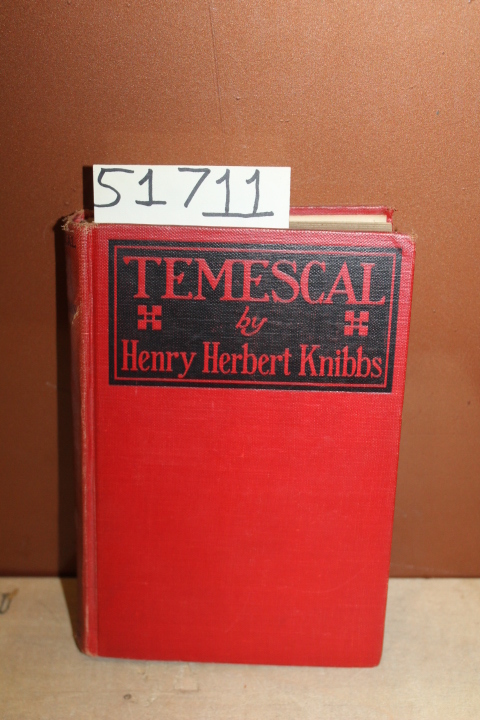 51711
TEMESCAL
by
Henry Herbert Knibbs